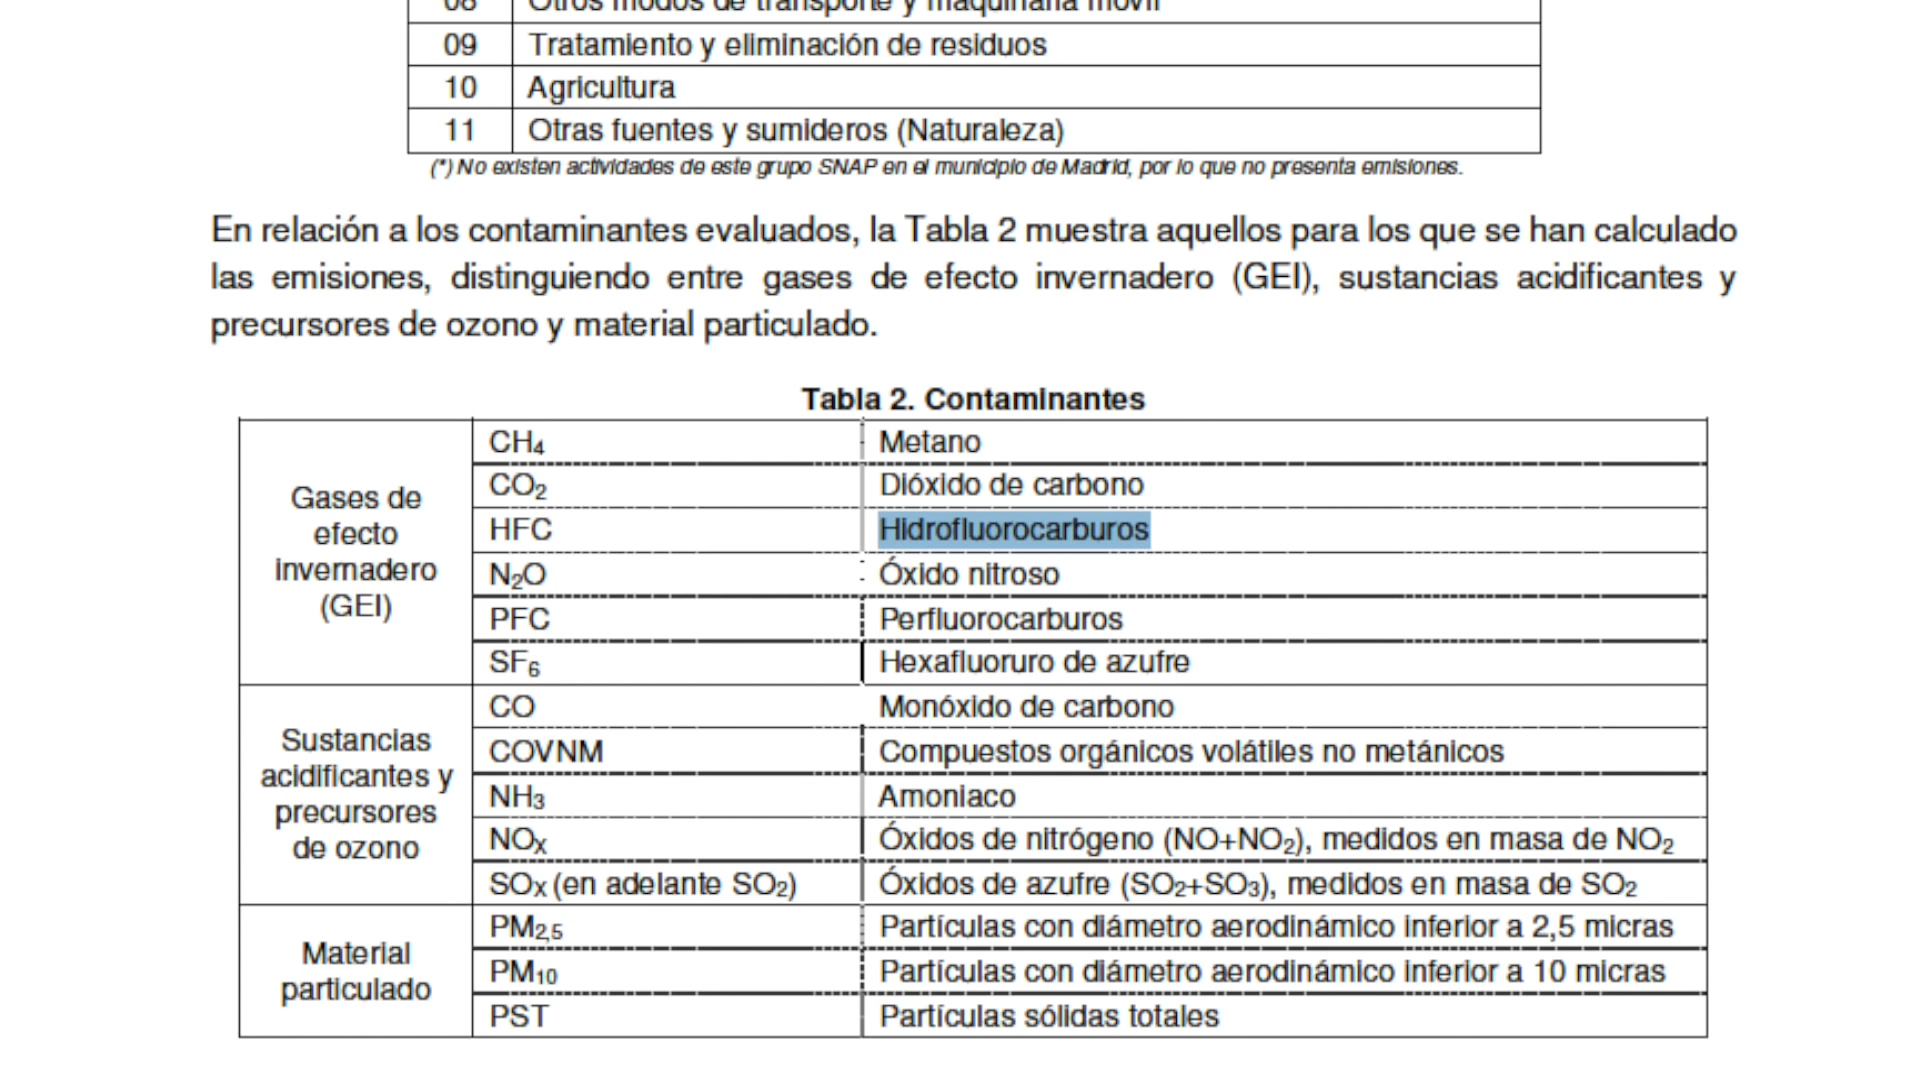 08 Otros modos de transporte y maquinaria móvil
09 Tratamiento y eliminación de residuos
10 Agricultura
11 Otras fuentes y sumideros (Naturaleza)
(*) No existen actividades de este grupo SNAP en el municipio de Madrid, por lo que no presenta emisiones.
En relación a los contaminantes evaluados, la Tabla 2 muestra aquellos para los que se han calculado
las emisiones, distinguiendo entre gases de efecto invernadero (GEI), sustancias acidificantes y
precursores de ozono y material particulado.
Tabla 2. Contaminantes
Gases de
efecto
invernadero
(GEI)
CH₄ Metano
CO₂ Dióxido de carbono
HFC Hidrofluorocarburos
N₂O Óxido nitroso
PFC Perfluorocarburos
SF₆ Hexafluoruro de azufre
Sustancias
acidificantes y
precursores
de ozono
CO Monóxido de carbono
COVNM Compuestos orgánicos volátiles no metánicos
NH₃ Amoniaco
NOₓ Óxidos de nitrógeno (NO+NO₂), medidos en masa de NO₂
SOₓ (en adelante SO₂) Óxidos de azufre (SO₂+SO₃), medidos en masa de SO₂
Material
particulado
PM₂,₅ Partículas con diámetro aerodinámico inferior a 2,5 micras
PM₁₀ Partículas con diámetro aerodinámico inferior a 10 micras
PST Partículas sólidas totales